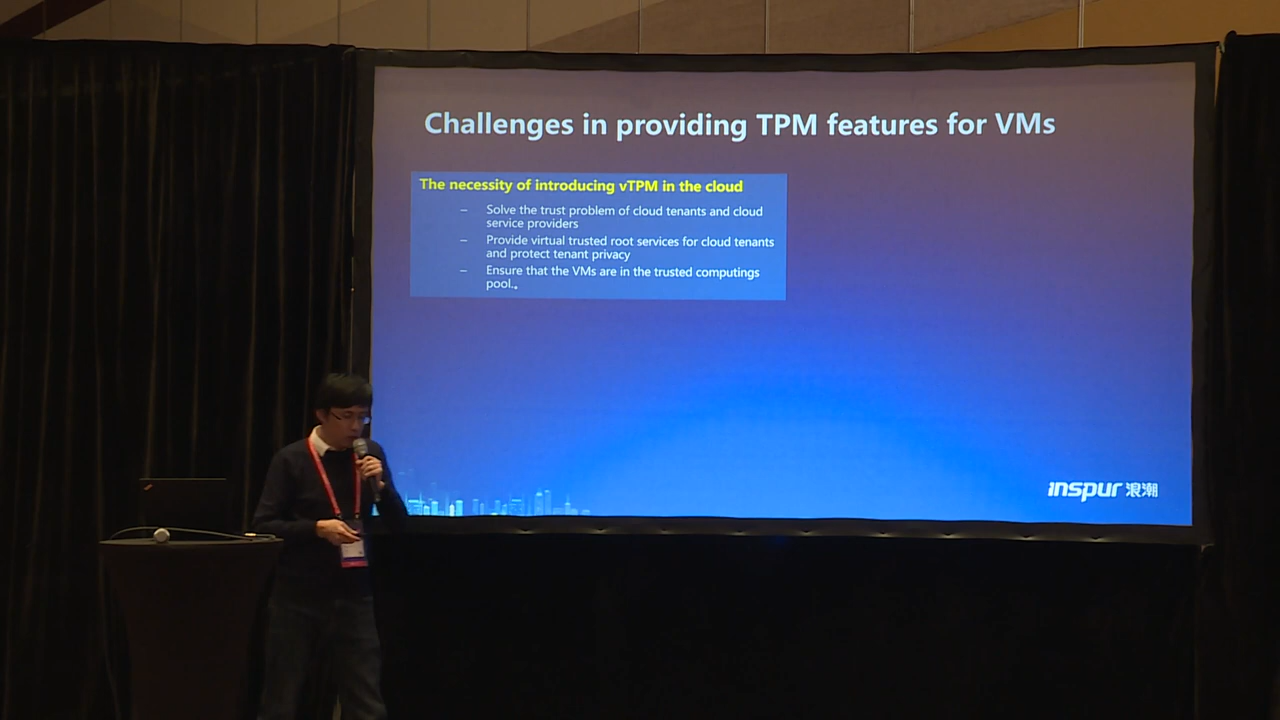 Challenges in providing TPM features for VMs
The necessity of introducing vTPM in the cloud
– Solve the trust problem of cloud tenants and cloud
service providers
– Provide virtual trusted root services for cloud tenants
and protect tenant privacy
– Ensure that the VMs are in the trusted computings
pool.。
inspur 浪潮